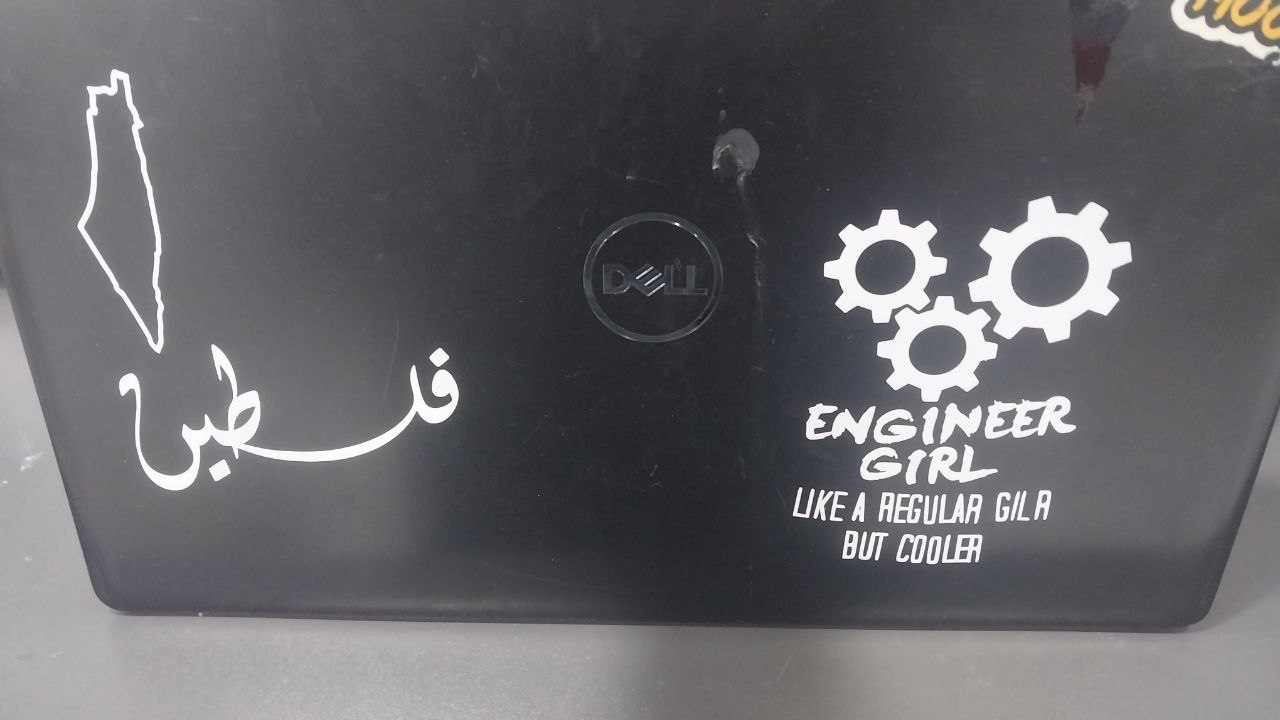 فلسطين
DELL
ENGINEER
GIRL
LIKE A REGULAR GILR
BUT COOLER